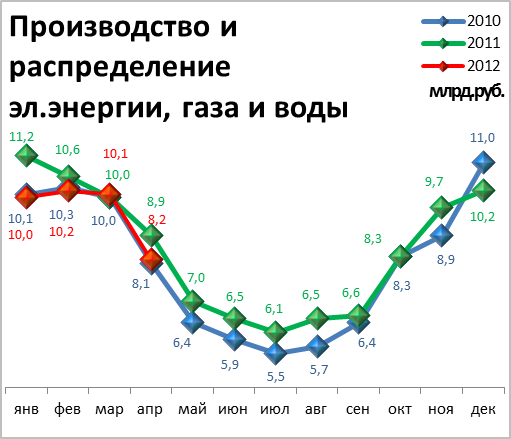 Производство и
распределение
эл.энергии, газа и воды
2010
2011
2012
млрд.руб.
11,2 10,6 10,1 11,0
10,0 8,9 9,7
10,1 10,3 10,0 8,2 8,3 10,2
10,0 10,2 8,1 7,0 6,5 6,1 6,5 6,6 8,3 8,9
6,4 5,9 5,5 5,7 6,4
янв фев мар апр май июн июл авг сен окт ноя дек